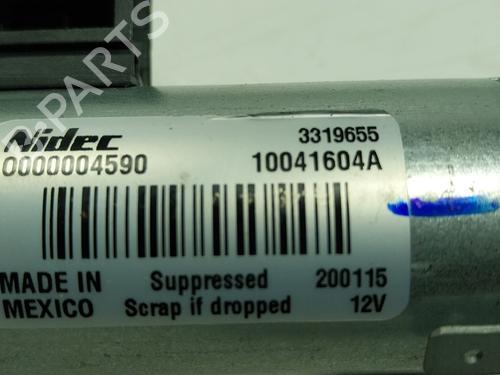 PARTS
Nidec 3319655
0000004590 10041604A
MADE IN Suppressed 200115
MEXICO Scrap if dropped 12V